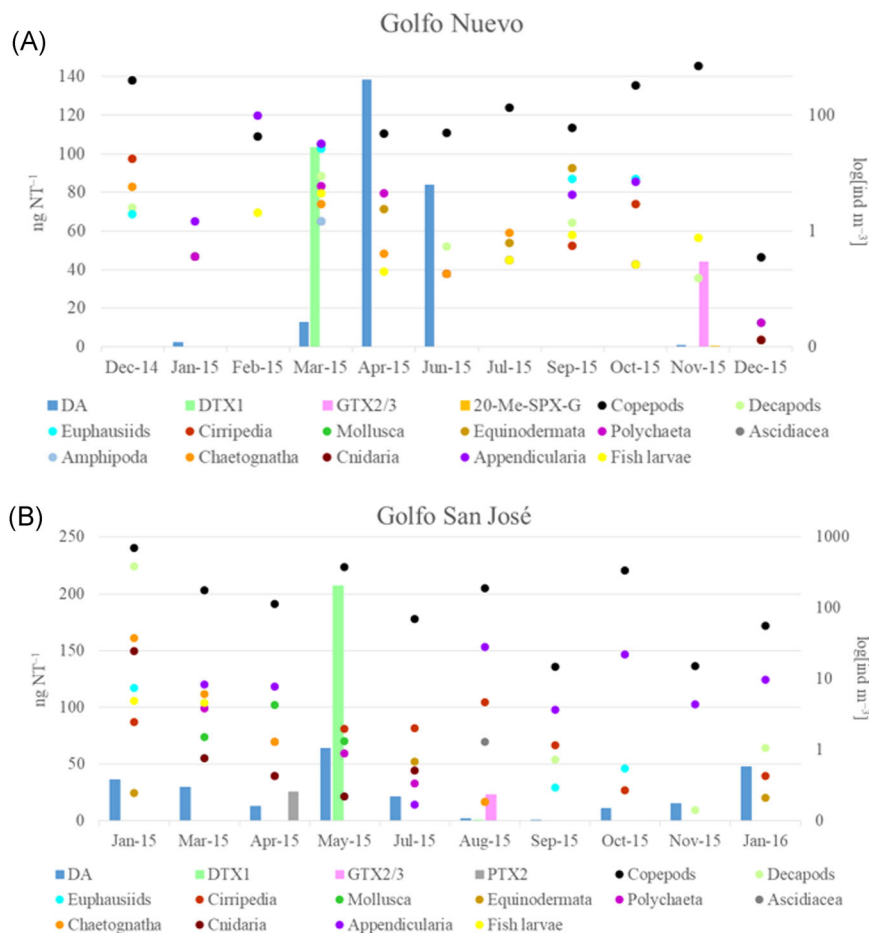 (A)
Golfo Nuevo
140
120
100
80
60
40
20
0
ng NT⁻¹
100
1
0
log[ind m⁻³]
Dec-14 Jan-15 Feb-15 Mar-15 Apr-15 Jun-15 Jul-15 Sep-15 Oct-15 Nov-15 Dec-15
DA DTX1 GTX2/3 20-Me-SPX-G Copepods Decapods
Euphausiids Cirripedia Mollusca Equinodermata Polychaeta Ascidiacea
Amphipoda Chaetognatha Cnidaria Appendicularia Fish larvae
(B)
Golfo San José
250
200
150
100
50
0
ng NT⁻¹
1000
100
10
1
0
log[ind m⁻³]
Jan-15 Mar-15 Apr-15 May-15 Jul-15 Aug-15 Sep-15 Oct-15 Nov-15 Jan-16
DA DTX1 GTX2/3 PTX2 Copepods Decapods
Euphausiids Cirripedia Mollusca Equinodermata Polychaeta Ascidiacea
Chaetognatha Cnidaria Appendicularia Fish larvae